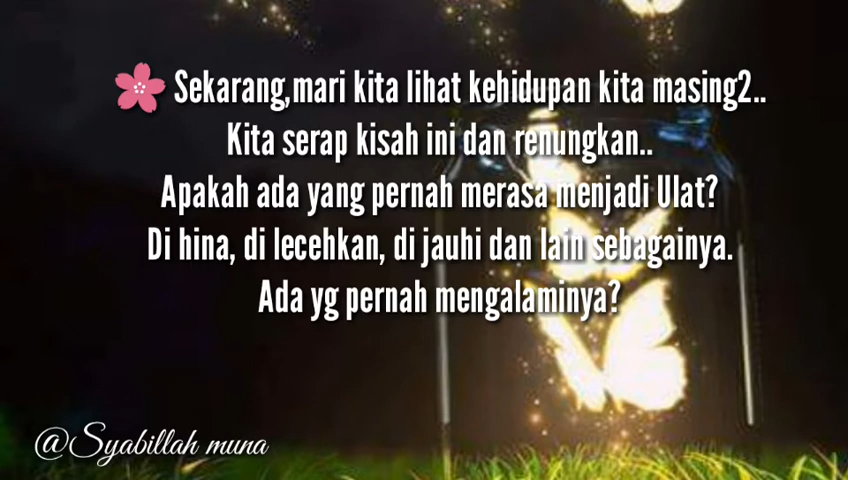 🌸 Sekarang,mari kita lihat kehidupan kita masing2..
Kita serap kisah ini dan renungkan..
Apakah ada yang pernah merasa menjadi Ulat?
Di hina, di lecehkan, di jauhi dan lain sebagainya.
Ada yg pernah mengalaminya?
@Syabillah muna